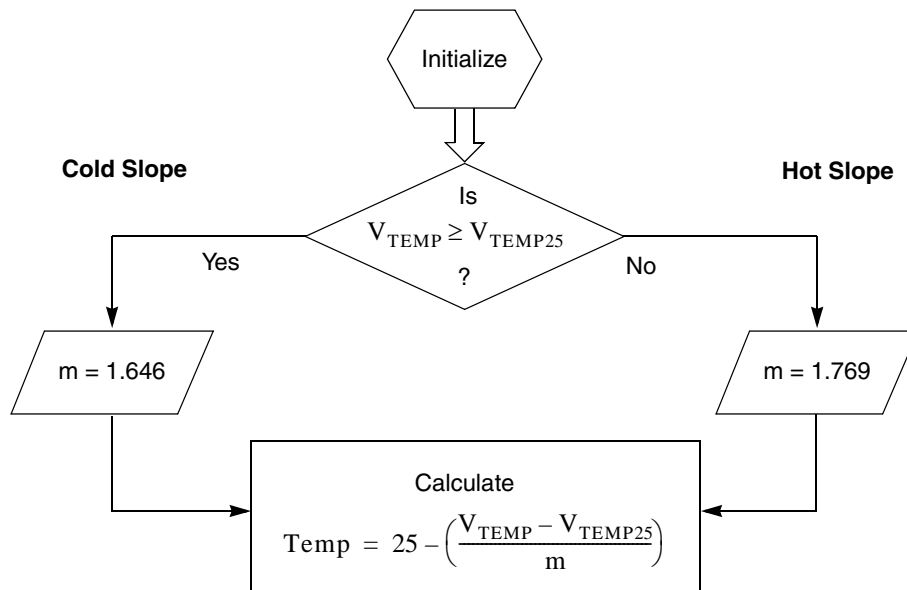 Initialize
Cold Slope
Hot Slope
Is
V_TEMP ≥ V_TEMP25
?
Yes
No
m = 1.646
m = 1.769
Calculate
Temp = 25 – ( (V_TEMP – V_TEMP25) / m )